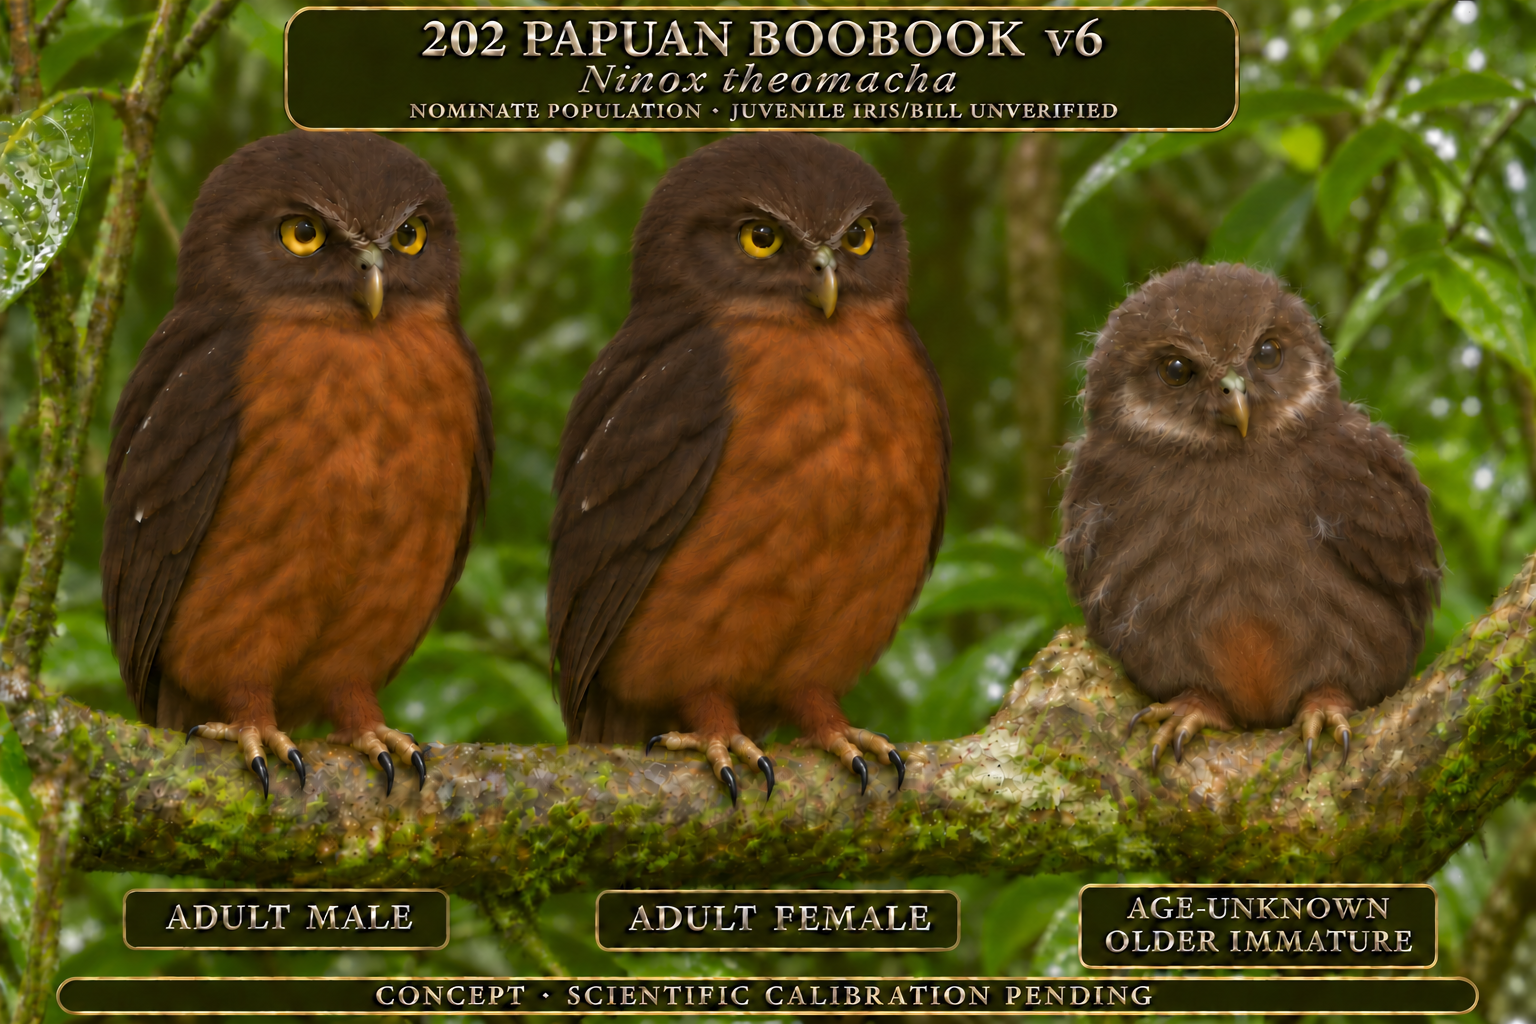 202 PAPUAN BOOBOOK v6
Ninox theomacha
NOMINATE POPULATION · JUVENILE IRIS/BILL UNVERIFIED
ADULT MALE
ADULT FEMALE
AGE-UNKNOWN
OLDER IMMATURE
CONCEPT · SCIENTIFIC CALIBRATION PENDING